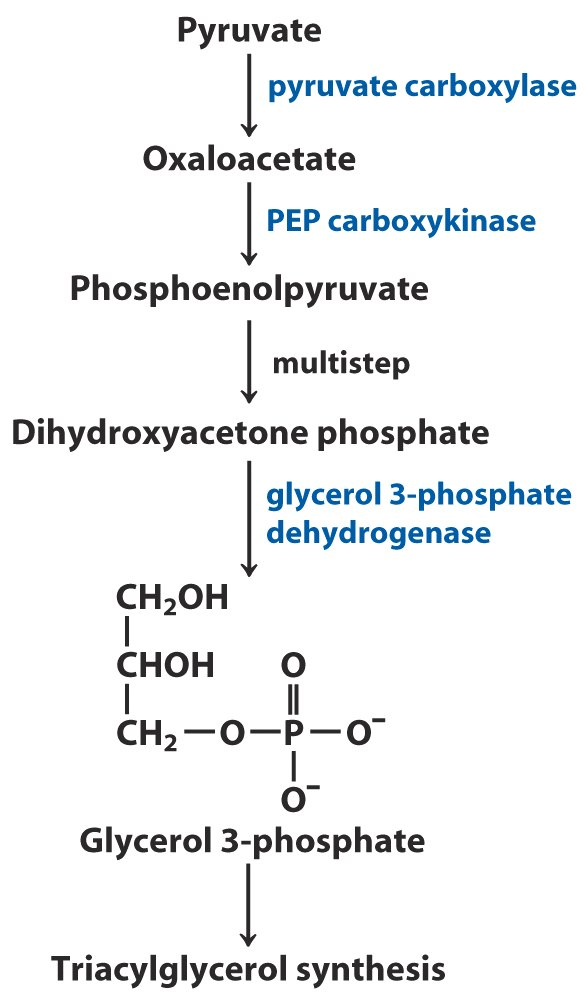 Pyruvate
pyruvate carboxylase
Oxaloacetate
PEP carboxykinase
Phosphoenolpyruvate
multistep
Dihydroxyacetone phosphate
glycerol 3-phosphate
dehydrogenase
CH₂OH
CHOH O
CH₂—O—P—O⁻
O⁻
Glycerol 3-phosphate
Triacylglycerol synthesis